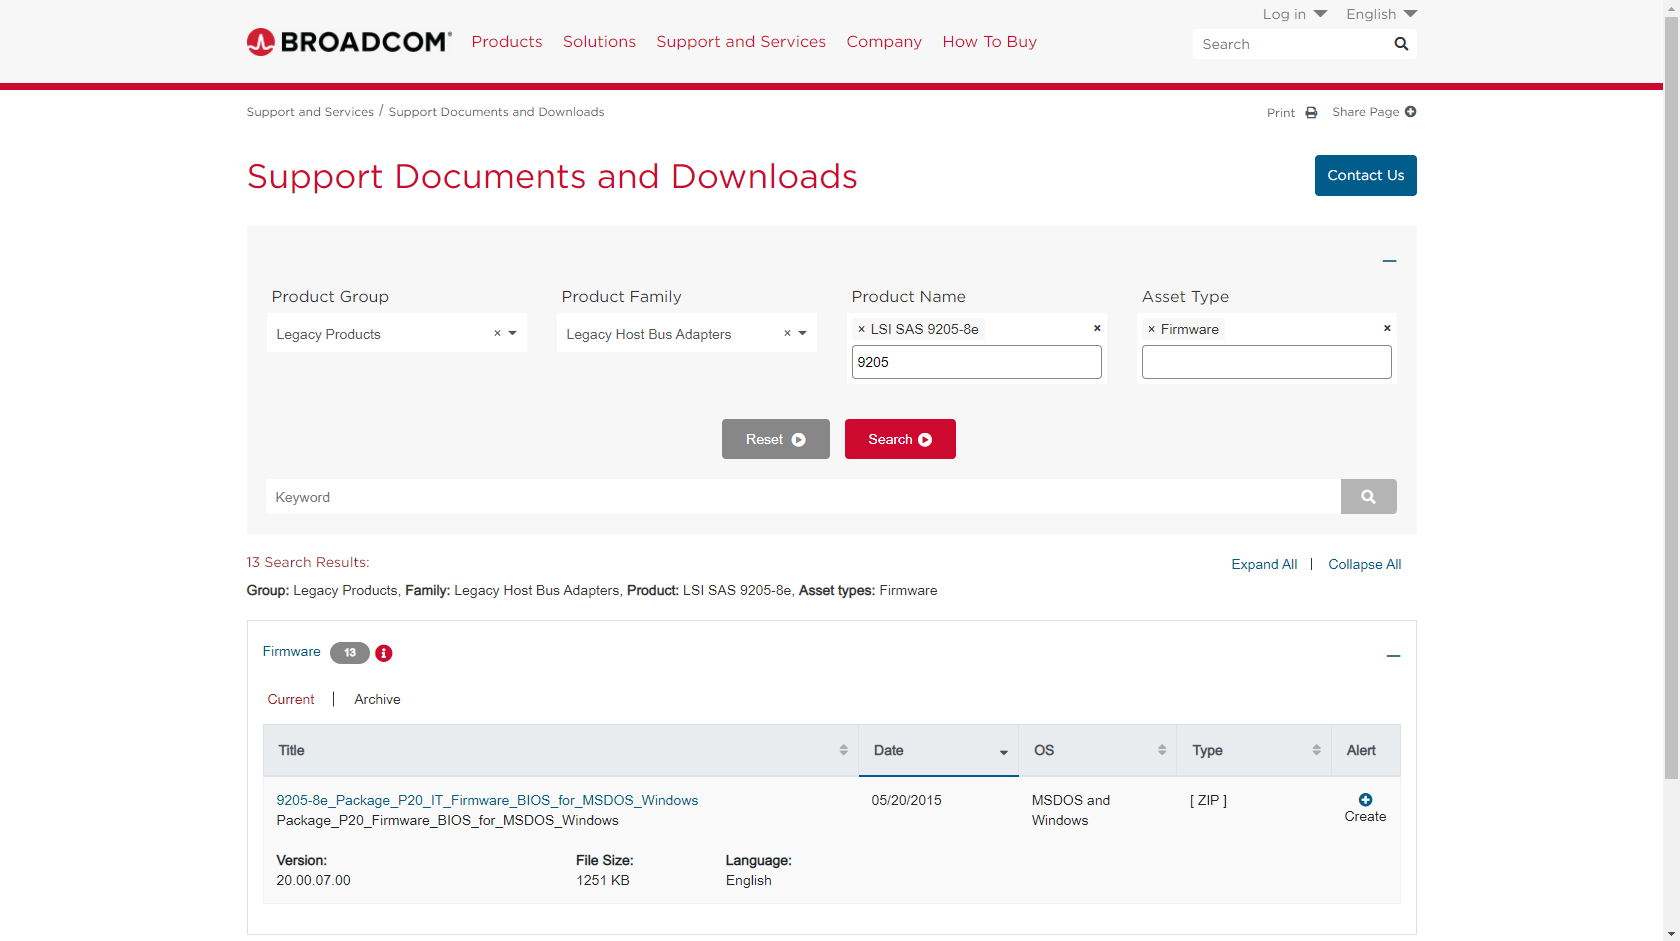 Log in
English
BROADCOM
Products
Solutions
Support and Services
Company
How To Buy
Search
Support and Services / Support Documents and Downloads
Print
Share Page
Support Documents and Downloads
Contact Us
Product Group
Product Family
Product Name
Asset Type
Legacy Products ×
Legacy Host Bus Adapters ×
× LSI SAS 9205-8e ×
× Firmware ×
9205
Reset
Search
Keyword
13 Search Results:
Expand All | Collapse All
Group: Legacy Products, Family: Legacy Host Bus Adapters, Product: LSI SAS 9205-8e, Asset types: Firmware
Firmware 13
Current | Archive
Title
Date
OS
Type
Alert
9205-8e_Package_P20_IT_Firmware_BIOS_for_MSDOS_Windows
Package_P20_Firmware_BIOS_for_MSDOS_Windows
05/20/2015
MSDOS and
Windows
[ ZIP ]
Create
Version:
20.00.07.00
File Size:
1251 KB
Language:
English